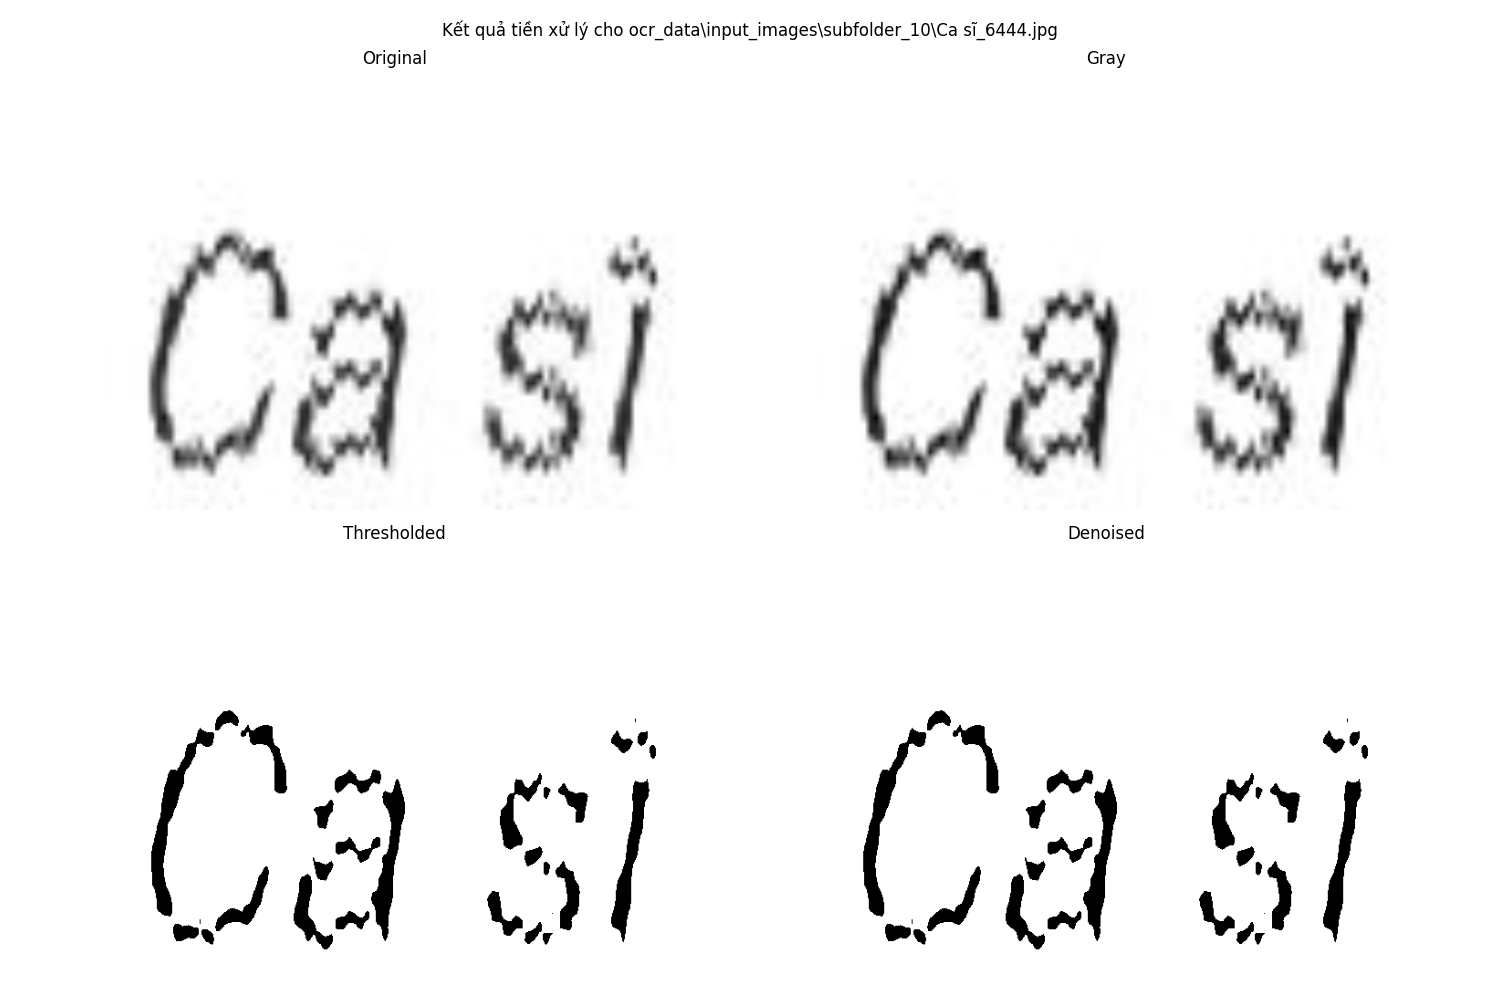 Kết quả tiền xử lý cho ocr_data\input_images\subfolder_10\Ca sĩ_6444.jpg
Original
Gray
Ca sĩ
Ca sĩ
Thresholded
Denoised
Ca sĩ
Ca sĩ